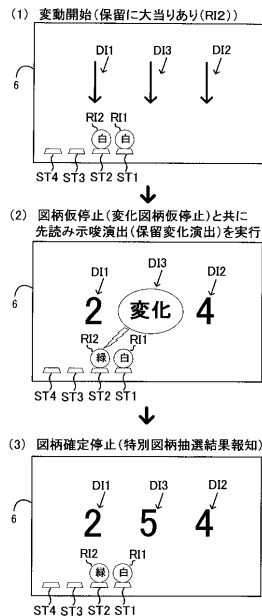 (1) 変動開始(保留に大当りあり(RI2))
DI1 DI3 DI2
6
RI2 RI1
白 白
ST4 ST3 ST2 ST1
(2) 図柄仮停止(変化図柄仮停止)と共に
先読み示唆演出(保留変化演出)を実行
DI3
DI1 DI2
6
2 変化 4
RI2 RI1
緑 白
ST4 ST3 ST2 ST1
(3) 図柄確定停止(特別図柄抽選結果報知)
DI1 DI3 DI2
6
2 5 4
RI2 RI1
緑 白
ST4 ST3 ST2 ST1